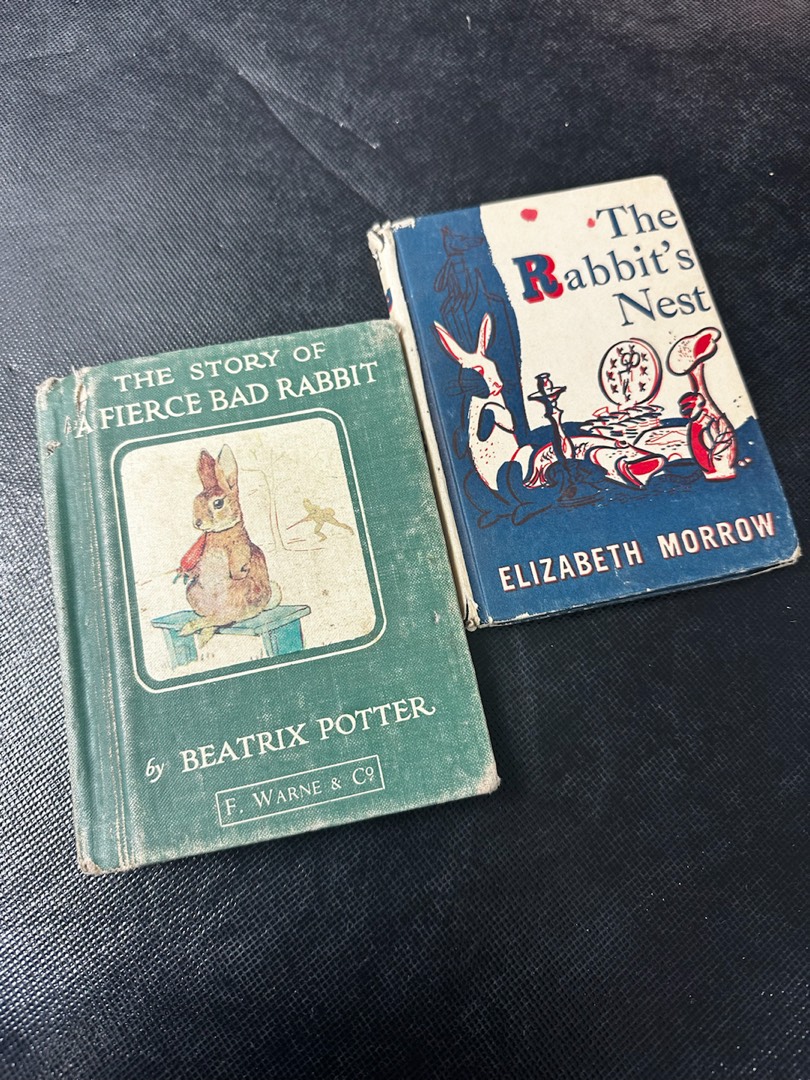 THE STORY OF
A FIERCE BAD RABBIT
by BEATRIX POTTER
F. WARNE & Cº
The
Rabbit's
Nest
ELIZABETH MORROW